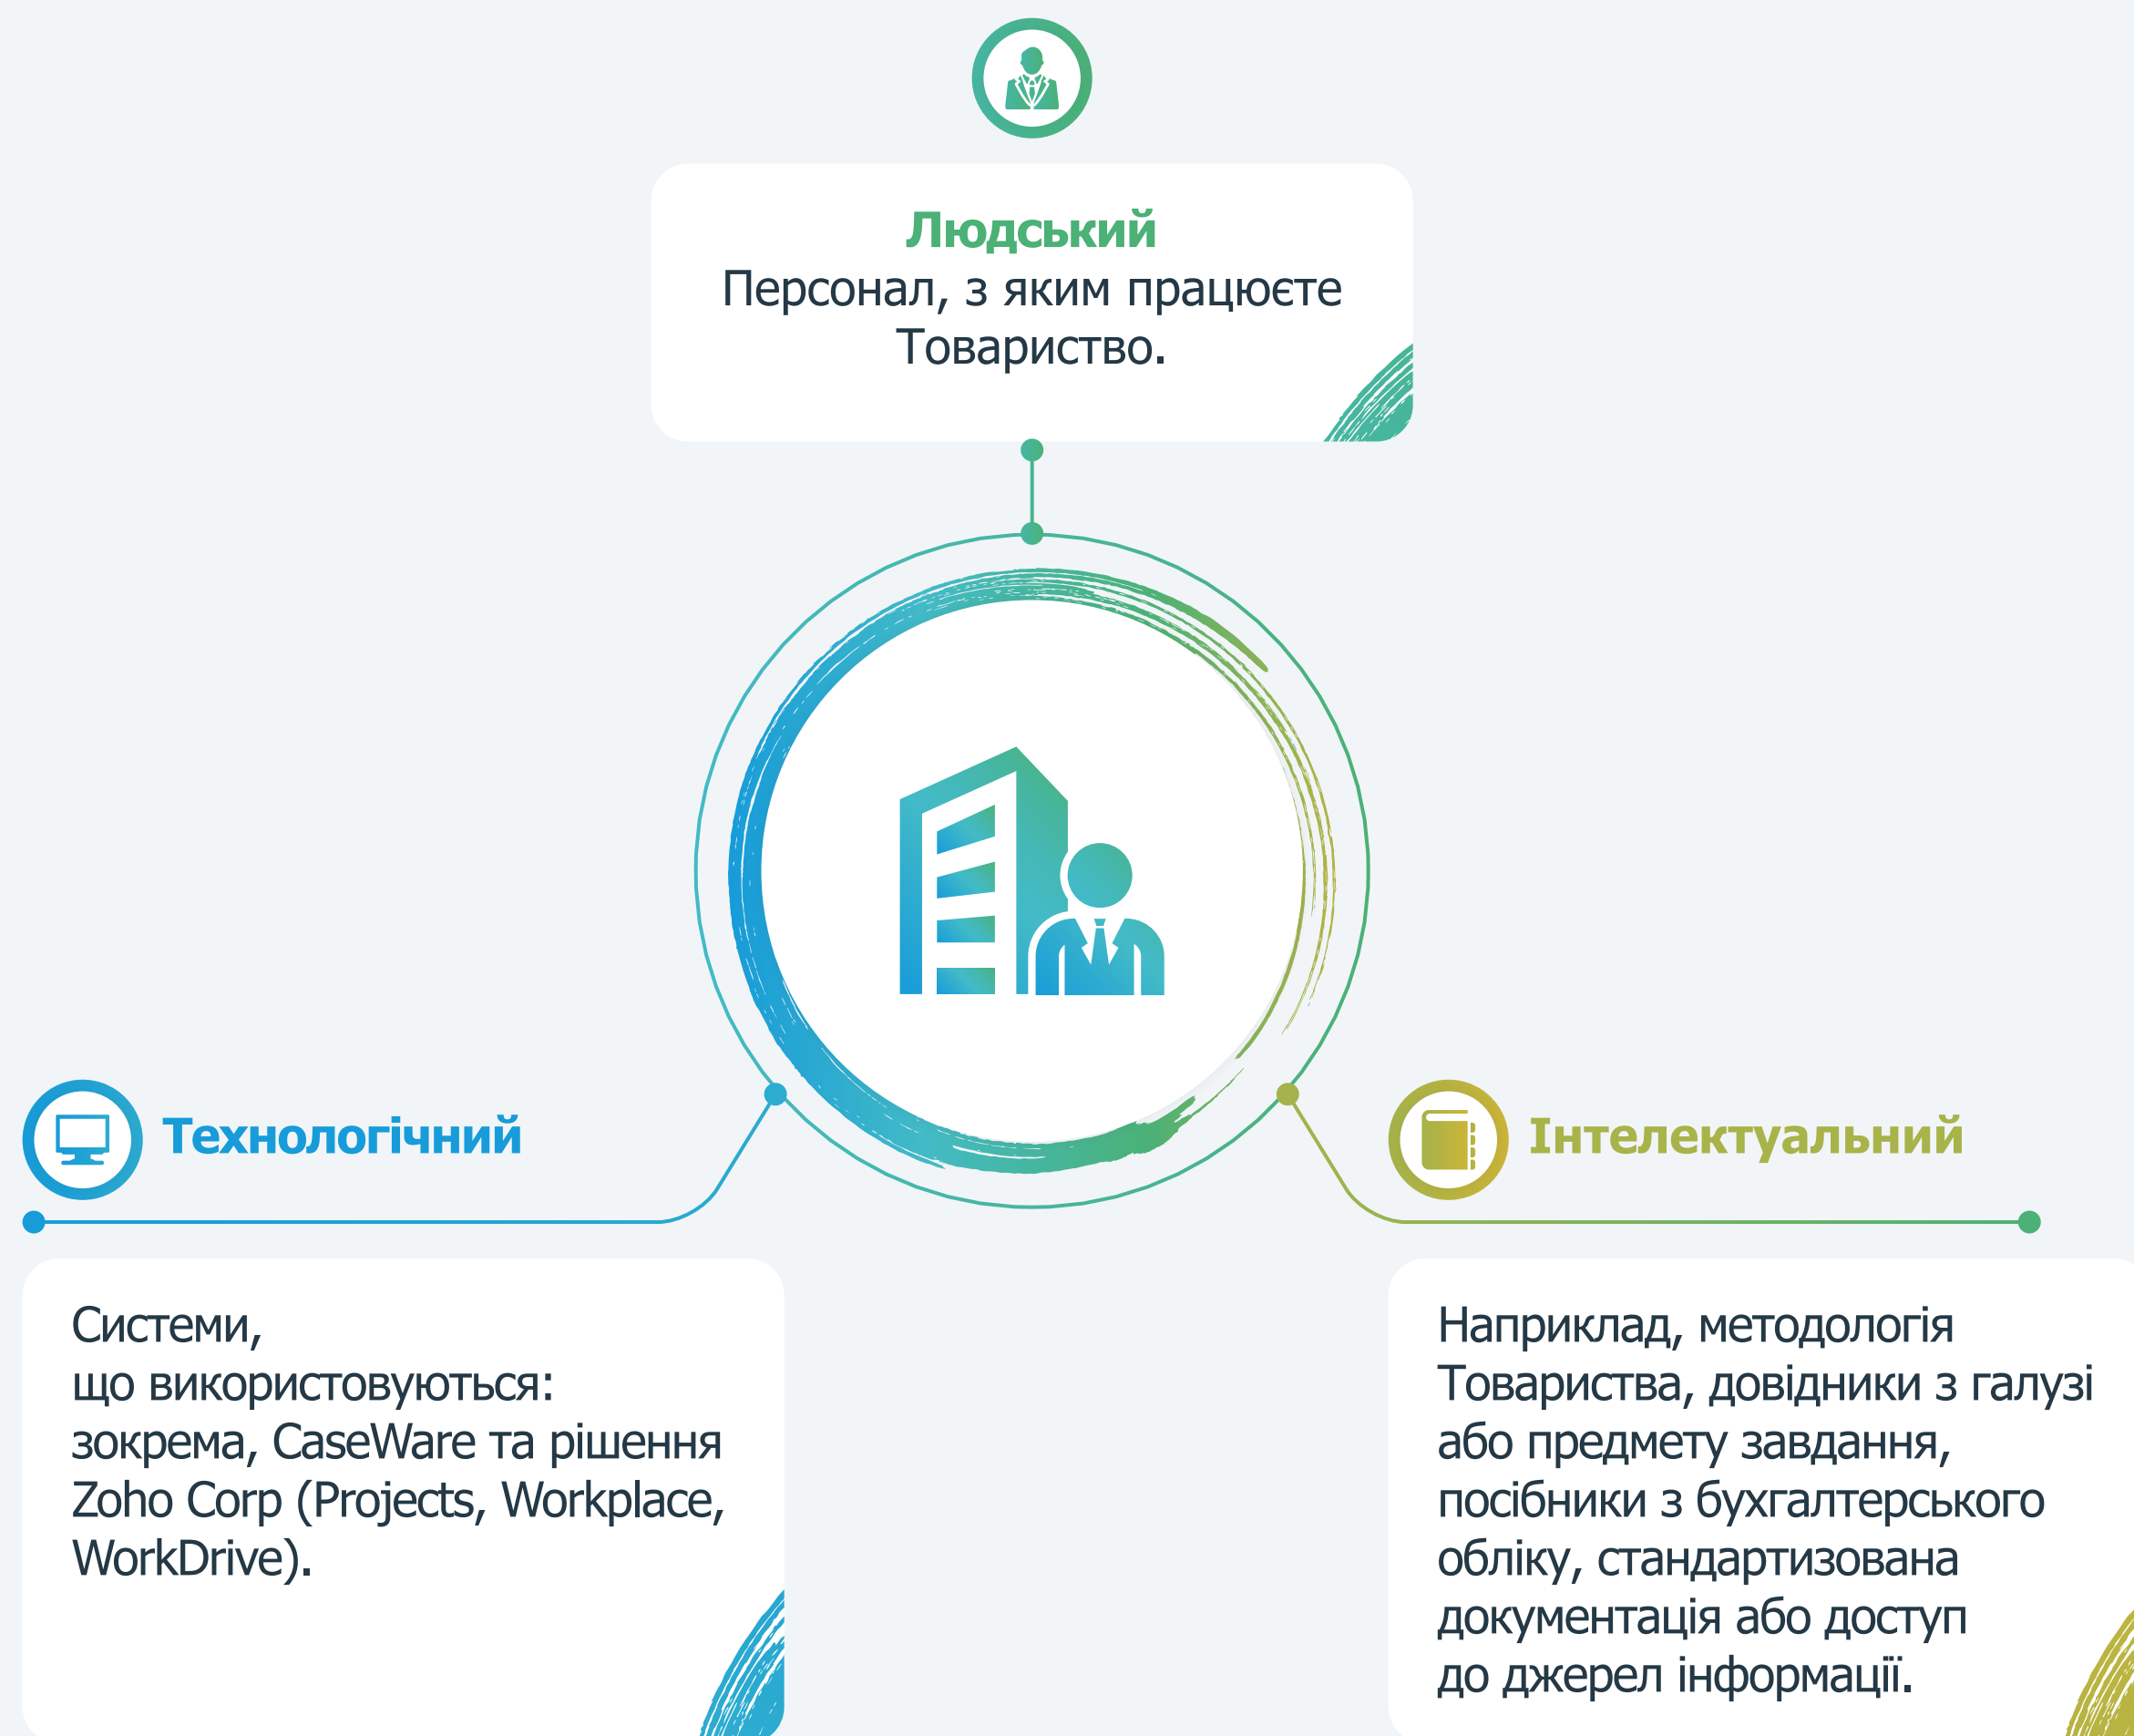 Людський
Персонал, з яким працюєте
Товариство.
Технологічний
Системи,
що використовуються:
зокрема, CaseWare та рішення
Zoho Corp (Projects, Workplace,
WorkDrive).
Інтелектуальний
Наприклад, методологія
Товариства, довідники з галузі
або предмету завдання,
посібники з бухгалтерського
обліку, стандартизована
документація або доступ
до джерел інформації.